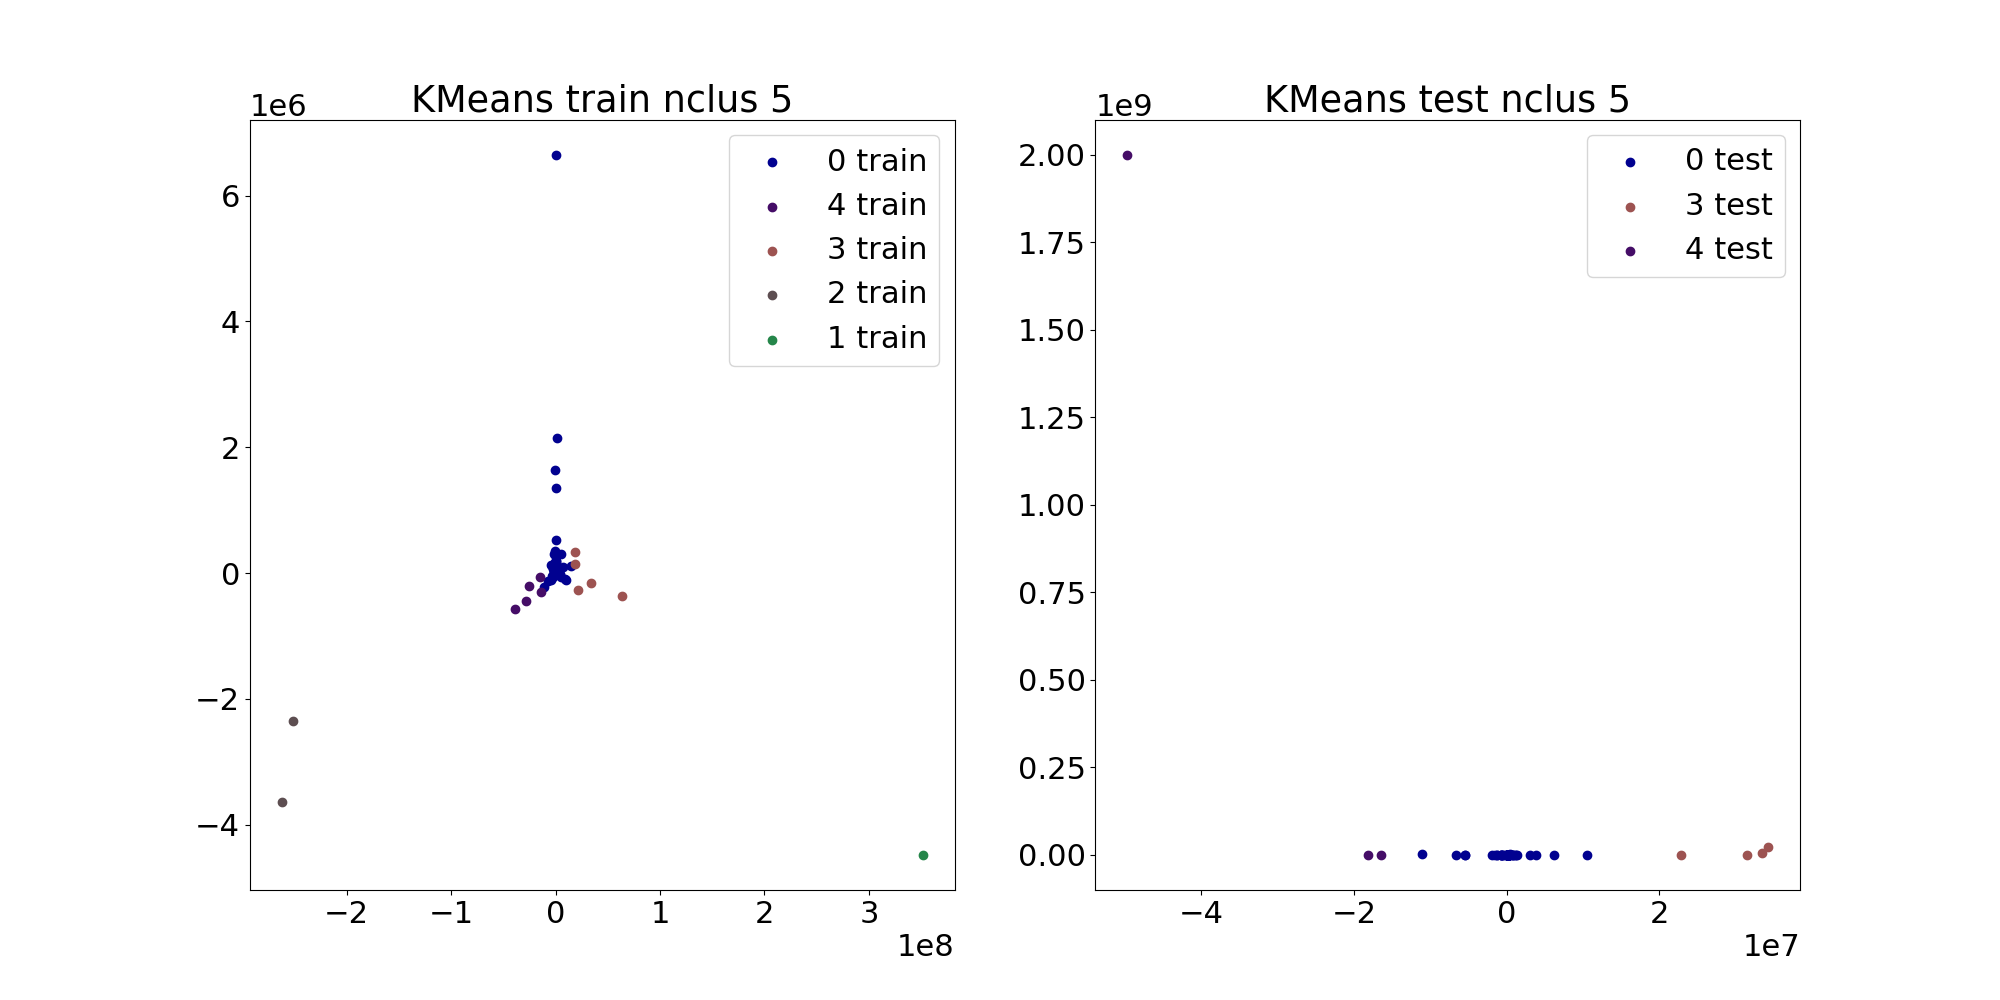 KMeans train nclus 5
1e6
0 train
4 train
3 train
2 train
1 train
6
4
2
0
−2
−4
−2
−1
0
1
2
3
1e8
KMeans test nclus 5
1e9
0 test
3 test
4 test
2.00
1.75
1.50
1.25
1.00
0.75
0.50
0.25
0.00
−4
−2
0
2
1e7